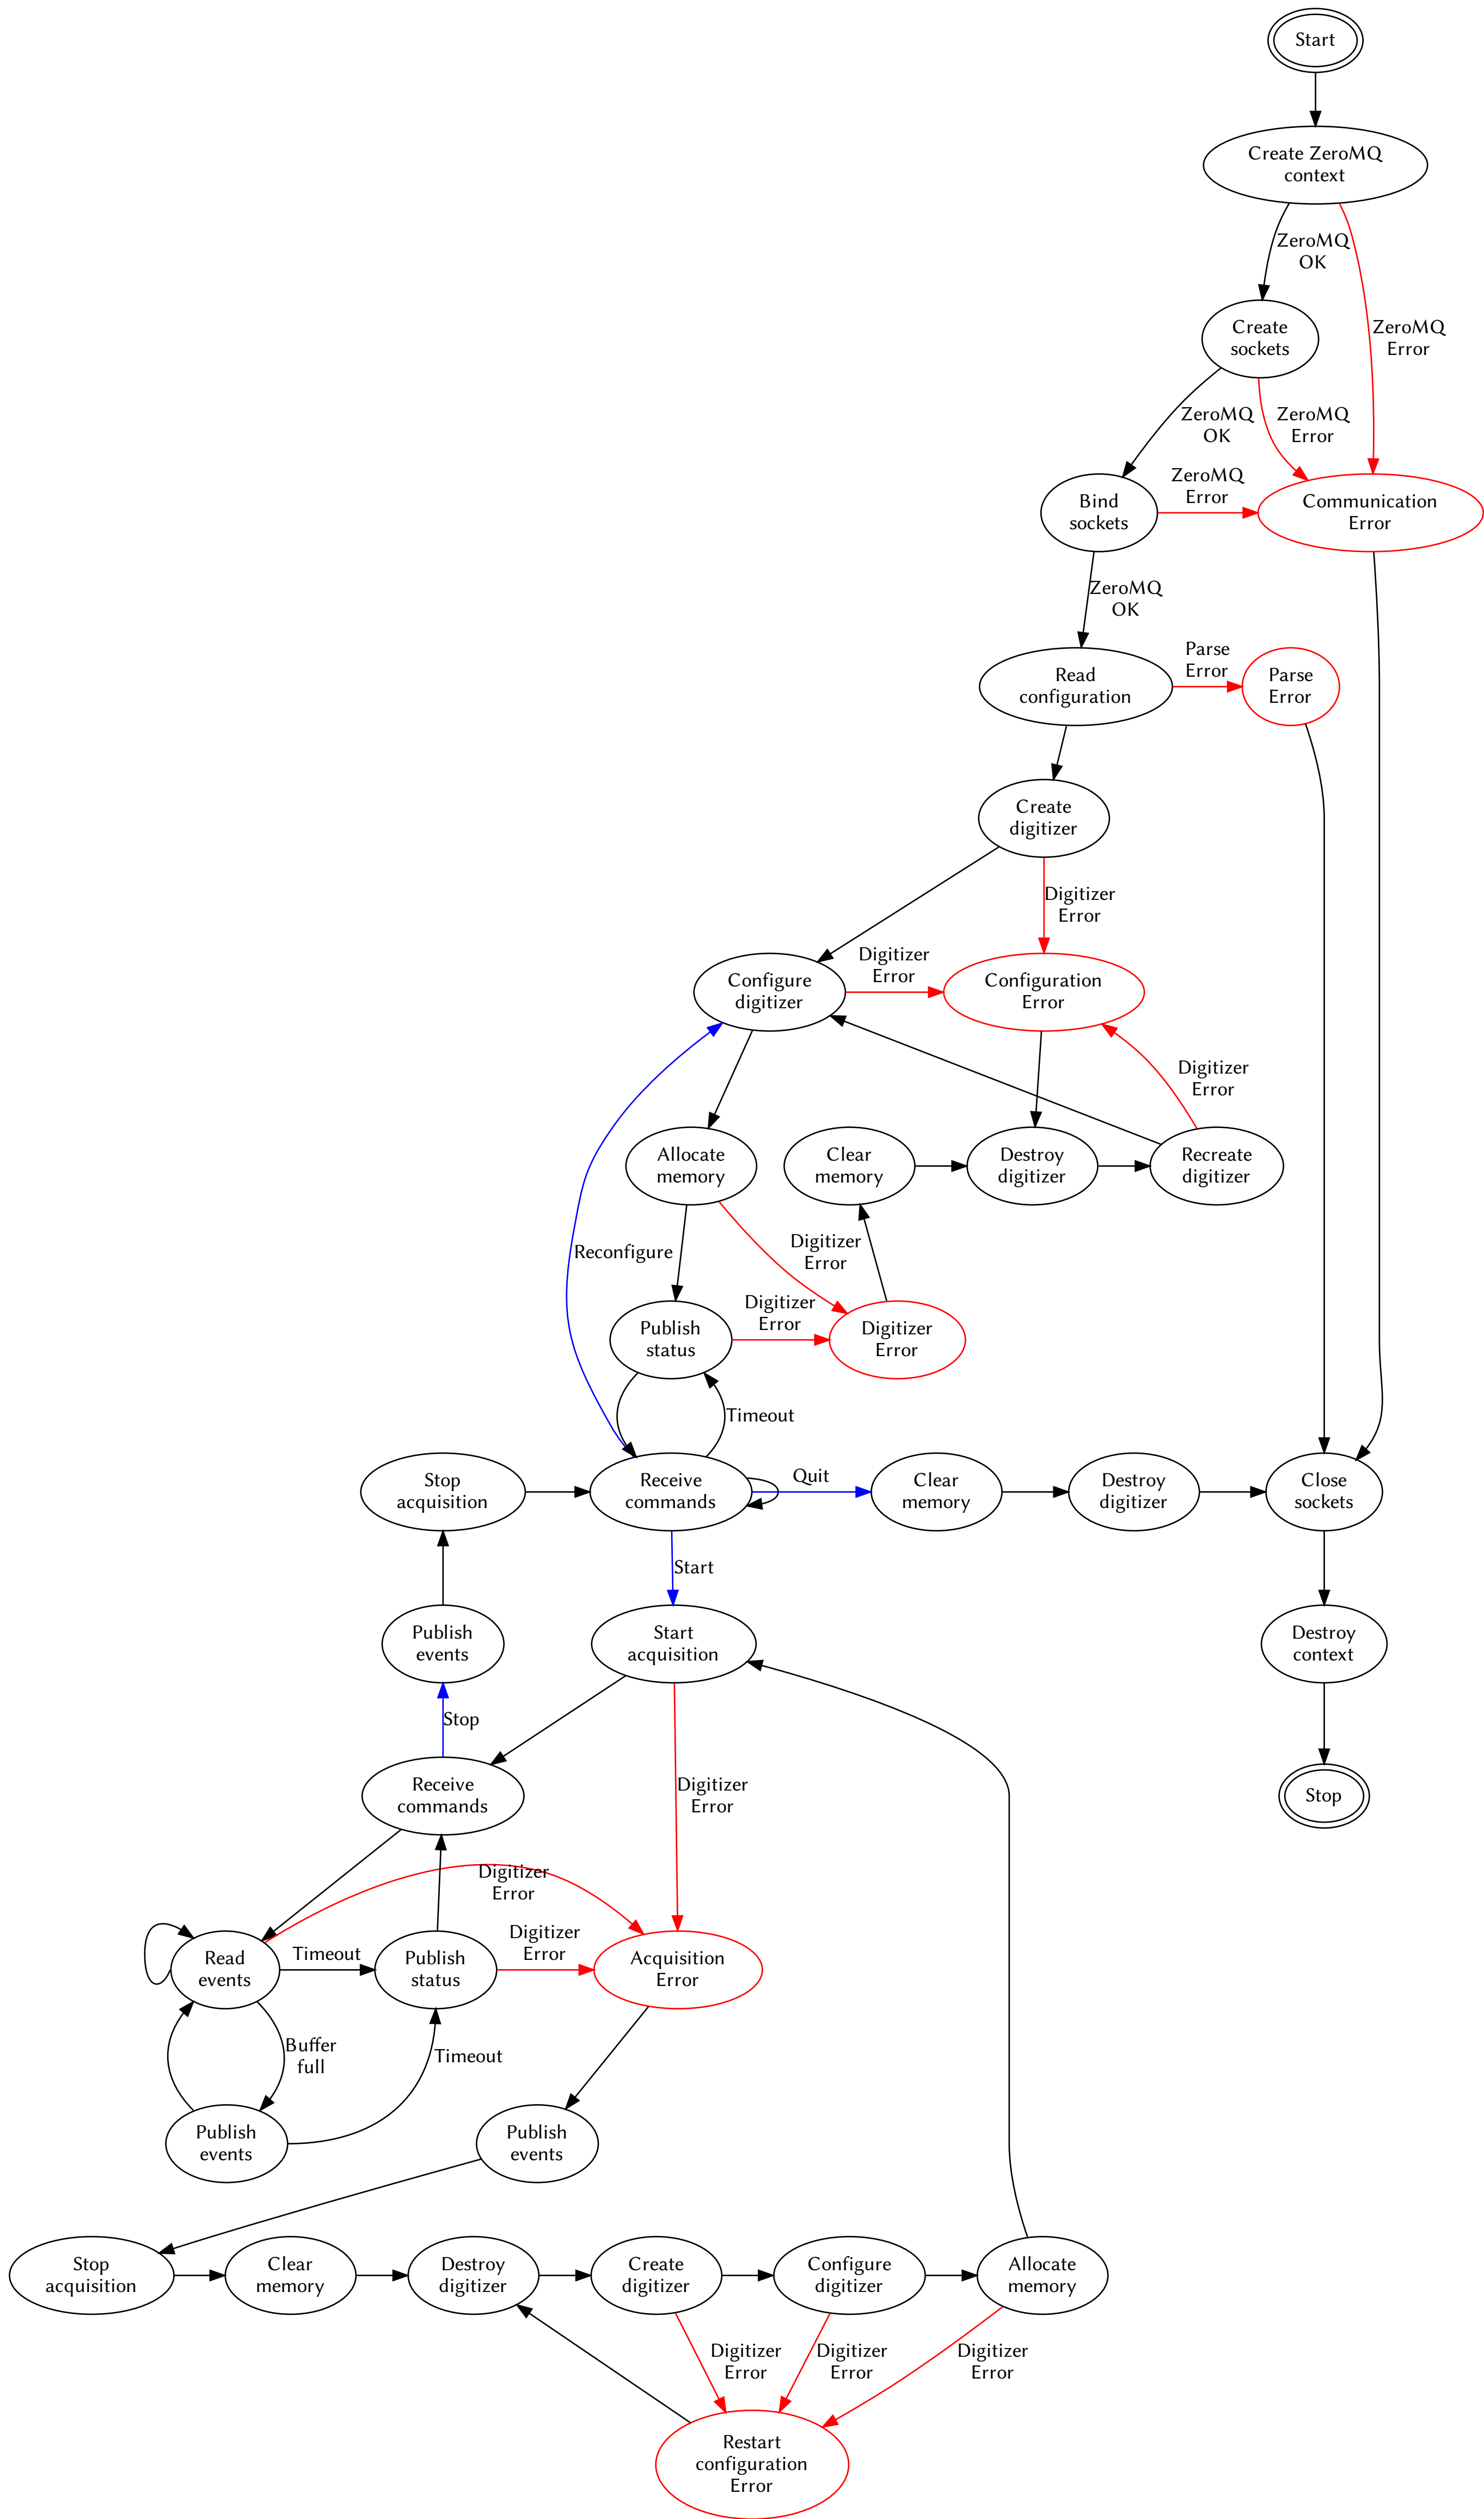 Start
Create ZeroMQ
context
ZeroMQ
OK
ZeroMQ
Error
Create
sockets
ZeroMQ
OK
ZeroMQ
Error
Bind
sockets
ZeroMQ
Error
Communication
Error
ZeroMQ
OK
Read
configuration
Parse
Error
Parse
Error
Create
digitizer
Digitizer
Error
Configure
digitizer
Digitizer
Error
Configuration
Error
Digitizer
Error
Allocate
memory
Clear
memory
Destroy
digitizer
Recreate
digitizer
Reconfigure
Digitizer
Error
Publish
status
Digitizer
Error
Digitizer
Error
Timeout
Stop
acquisition
Receive
commands
Quit
Clear
memory
Destroy
digitizer
Close
sockets
Start
Publish
events
Start
acquisition
Destroy
context
Stop
Receive
commands
Digitizer
Error
Stop
Digitizer
Error
Read
events
Timeout
Publish
status
Digitizer
Error
Acquisition
Error
Buffer
full
Timeout
Publish
events
Publish
events
Stop
acquisition
Clear
memory
Destroy
digitizer
Create
digitizer
Configure
digitizer
Allocate
memory
Digitizer
Error
Digitizer
Error
Digitizer
Error
Restart
configuration
Error